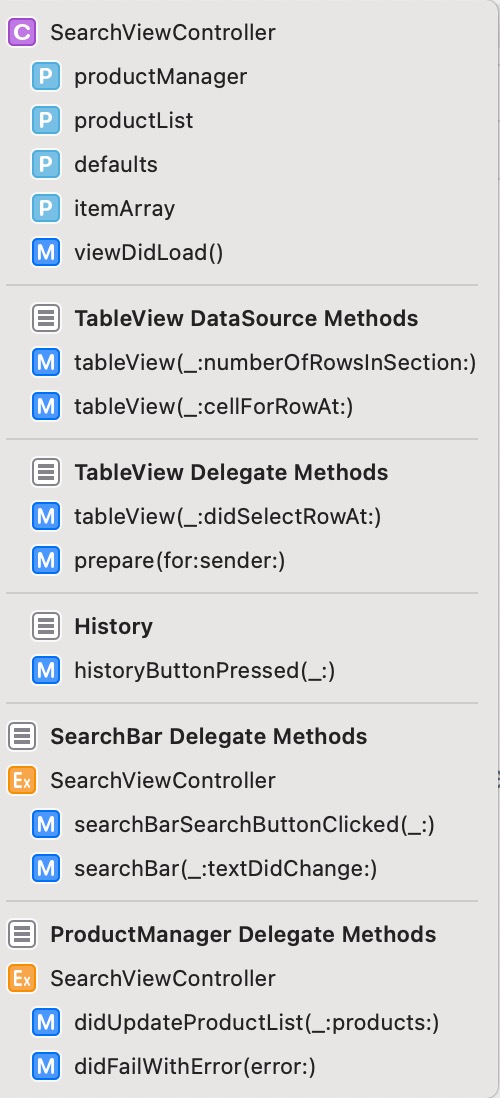 C SearchViewController
P productManager
P productList
P defaults
P itemArray
M viewDidLoad()
TableView DataSource Methods
M tableView(_:numberOfRowsInSection:)
M tableView(_:cellForRowAt:)
TableView Delegate Methods
M tableView(_:didSelectRowAt:)
M prepare(for:sender:)
History
M historyButtonPressed(_:)
SearchBar Delegate Methods
Ex SearchViewController
M searchBarSearchButtonClicked(_:)
M searchBar(_:textDidChange:)
ProductManager Delegate Methods
Ex SearchViewController
M didUpdateProductList(_:products:)
M didFailWithError(error:)